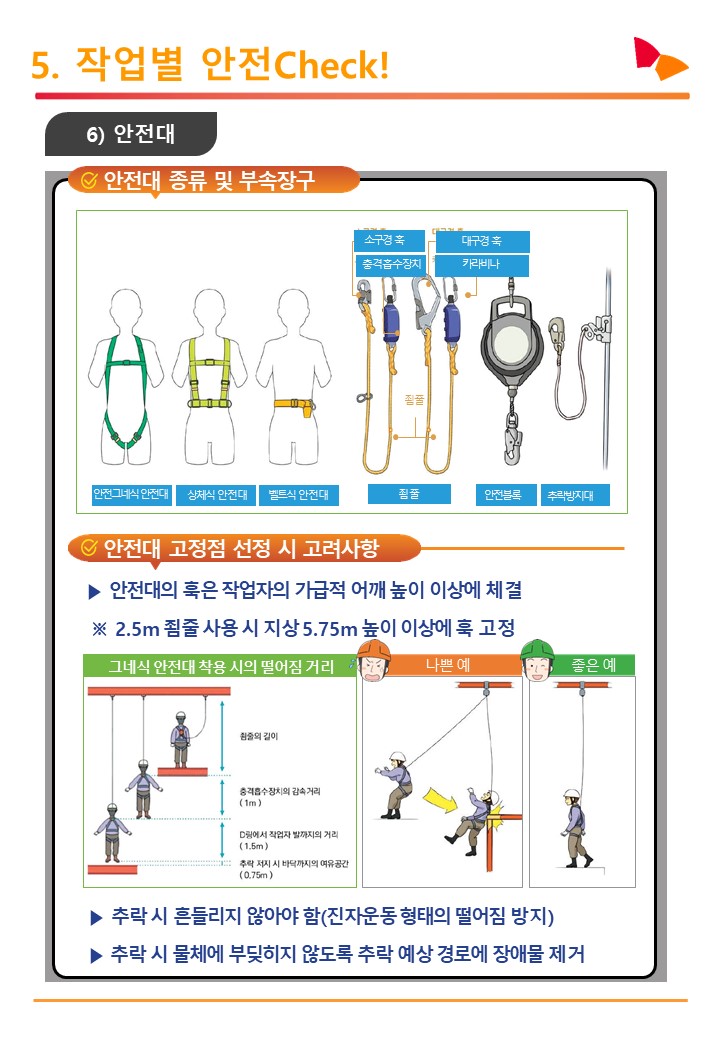 5. 작업별 안전Check!
6) 안전대
안전대 종류 및 부속장구
소구경 훅
대구경 훅
충격흡수장치
카라비나
죔줄
안전그네식 안전대
상체식 안전대
벨트식 안전대
죔줄
안전블록
추락방지대
안전대 고정점 선정 시 고려사항
▶ 안전대의 훅은 작업자의 가급적 어깨 높이 이상에 체결
※ 2.5m 죔줄 사용 시 지상 5.75m 높이 이상에 훅 고정
그네식 안전대 착용 시의 떨어짐 거리
나쁜 예
좋은 예
죔줄의 길이
충격흡수장치의 감속거리
( 1m )
D링에서 작업자 발까지의 거리
( 1.5m )
추락 저지 시 바닥까지의 여유공간
( 0.75m )
▶ 추락 시 흔들리지 않아야 함(진자운동 형태의 떨어짐 방지)
▶ 추락 시 물체에 부딪히지 않도록 추락 예상 경로에 장애물 제거